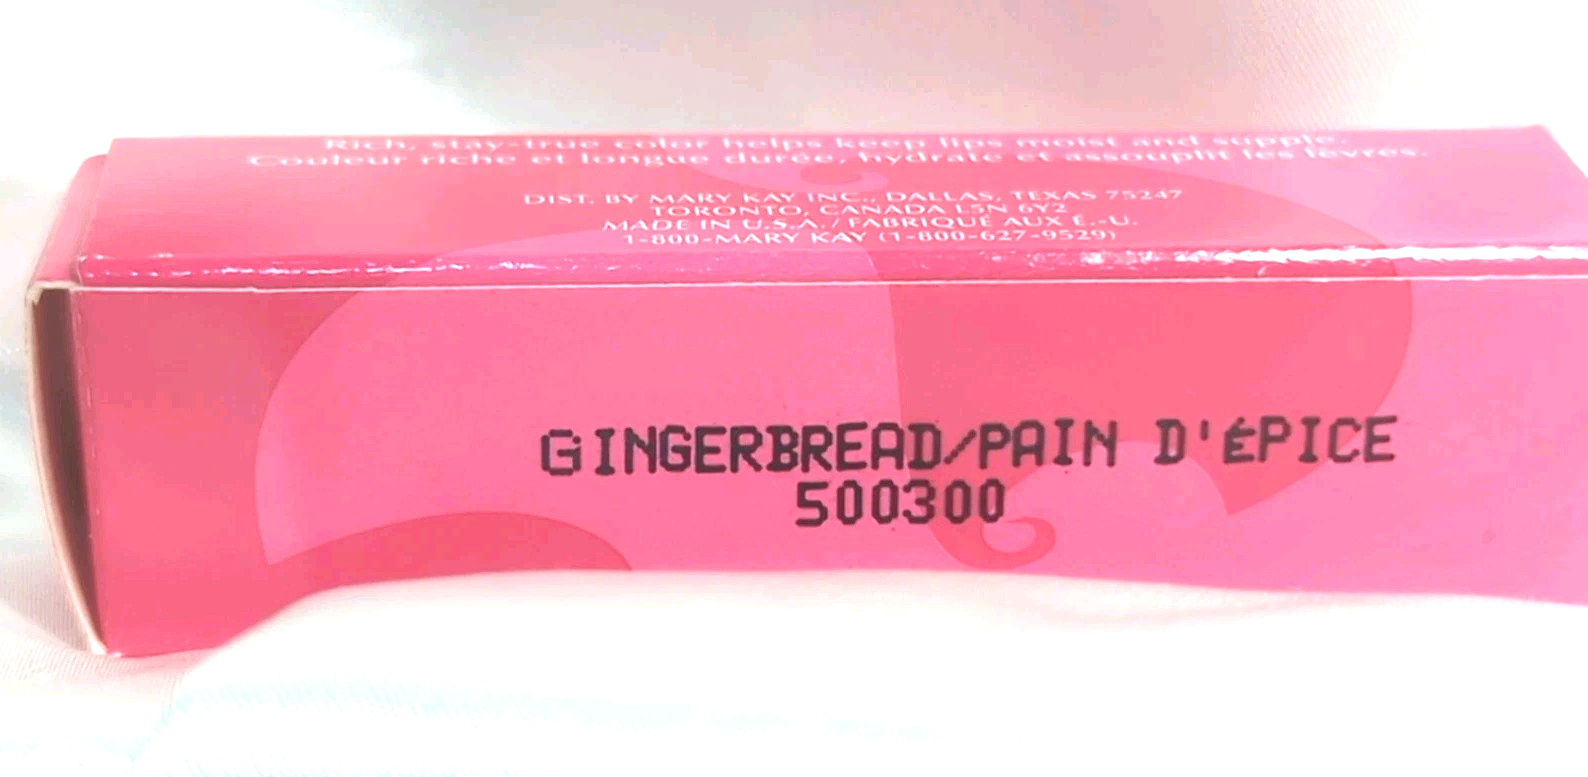 Rich, stay-true color helps keep lips moist and supple.
Couleur riche et longue durée, hydrate et assouplit les lèvres.
DIST. BY MARY KAY INC., DALLAS, TEXAS 75247
TORONTO, CANADA L5N 6Y2
MADE IN U.S.A./FABRIQUÉ AUX É.-U.
1-800-MARY KAY (1-800-627-9529)
GINGERBREAD/PAIN D'ÉPICE
500300